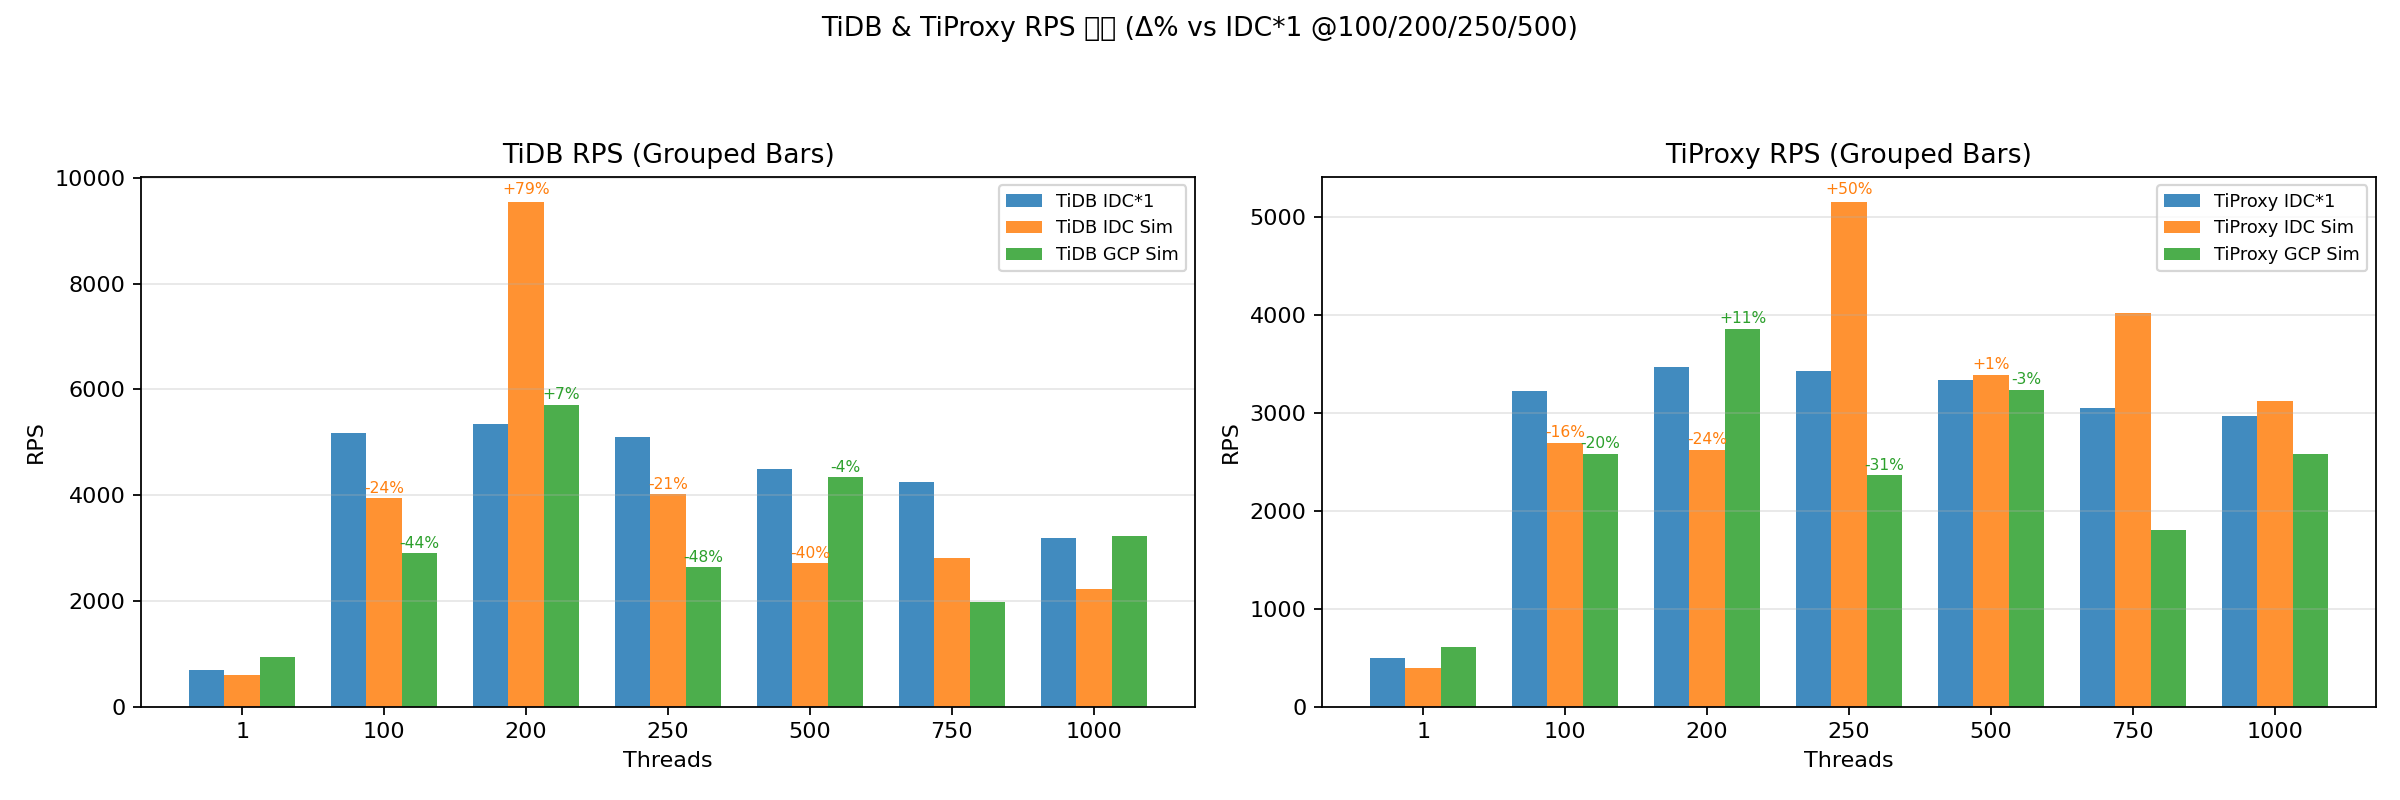 TiDB & TiProxy RPS (Δ% vs IDC*1 @100/200/250/500)
TiDB RPS (Grouped Bars)
RPS
10000
8000
6000
4000
2000
0
+79%
+7%
-24%
-44%
-21%
-48%
-40%
-4%
TiDB IDC*1
TiDB IDC Sim
TiDB GCP Sim
1 100 200 250 500 750 1000
Threads
TiProxy RPS (Grouped Bars)
RPS
5000
4000
3000
2000
1000
0
+50%
+11%
-16%
-20%
-24%
-31%
+1%
-3%
TiProxy IDC*1
TiProxy IDC Sim
TiProxy GCP Sim
1 100 200 250 500 750 1000
Threads